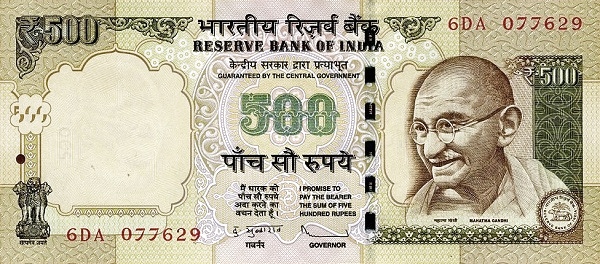 ₹500
भारतीय रिज़र्व बैंक
RESERVE BANK OF INDIA
6DA 077629
केन्द्रीय सरकार द्वारा प्रत्याभूत
GUARANTEED BY THE CENTRAL GOVERNMENT
₹500
500
500
पाँच सौ रुपये
मैं धारक को
पाँच सौ रुपये
अदा करने का
वचन देता हूँ।
I PROMISE TO
PAY THE BEARER
THE SUM OF FIVE
HUNDRED RUPEES
महात्मा गांधी
MAHATMA GANDHI
सत्यमेव जयते
6DA 077629
गवर्नर
GOVERNOR